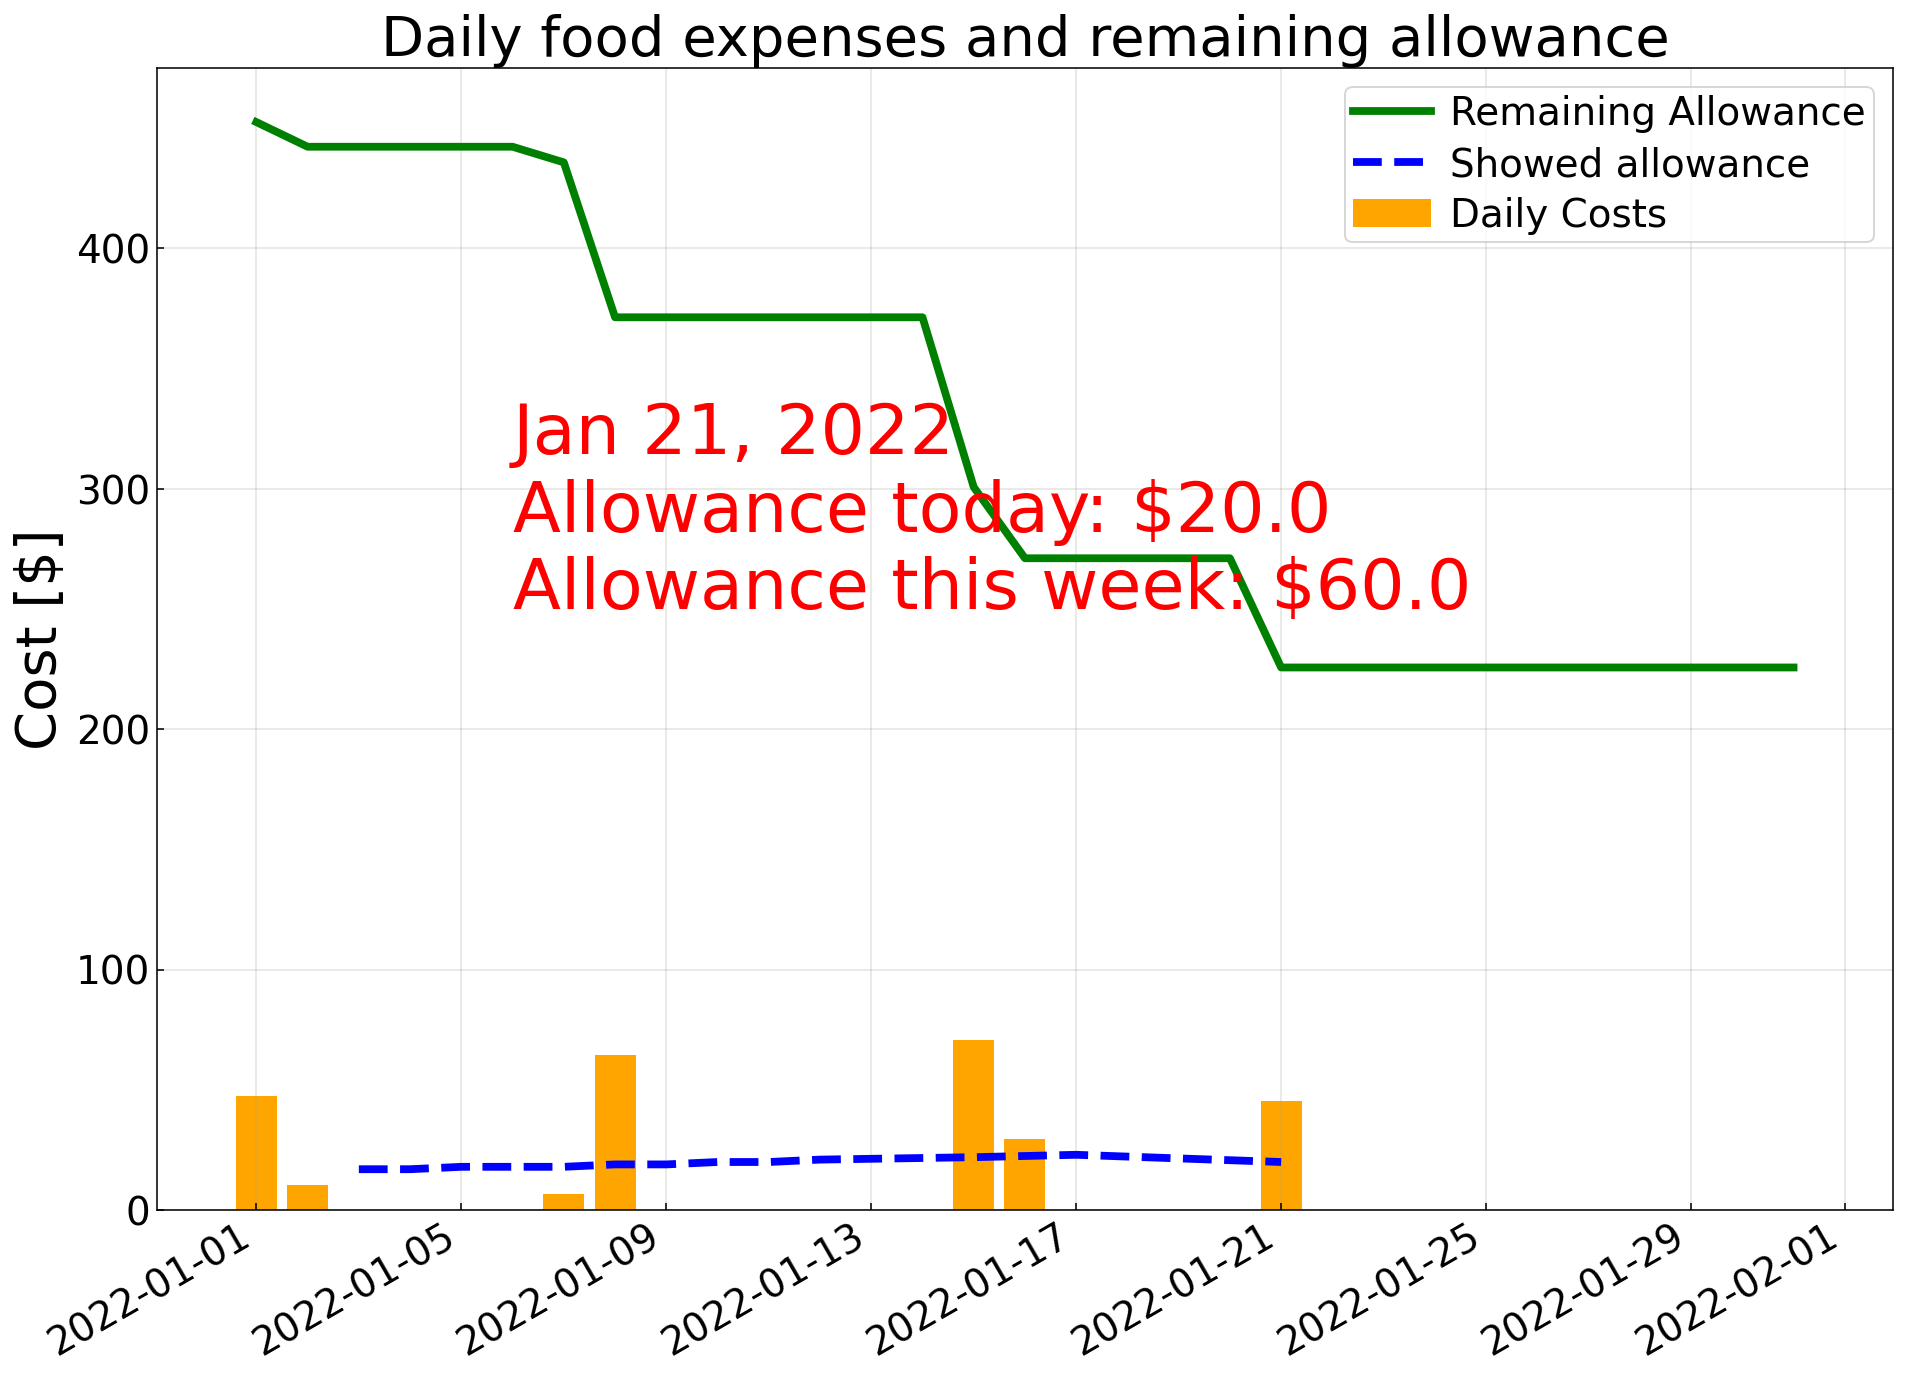 Daily food expenses and remaining allowance
Remaining Allowance
Showed allowance
Daily Costs
Jan 21, 2022
Allowance today: $20.0
Allowance this week: $60.0
Cost [$]
400
300
200
100
0
2022-01-01
2022-01-05
2022-01-09
2022-01-13
2022-01-17
2022-01-21
2022-01-25
2022-01-29
2022-02-01